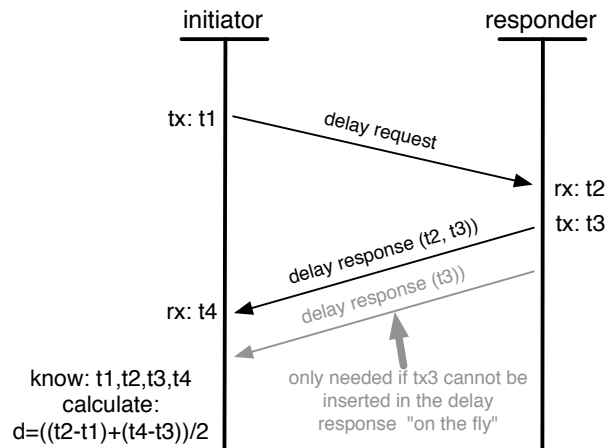 initiator
responder
tx: t1
delay request
rx: t2
tx: t3
delay response (t2, t3))
delay response (t3))
rx: t4
know: t1,t2,t3,t4
calculate:
d=((t2-t1)+(t4-t3))/2
only needed if tx3 cannot be
inserted in the delay
response "on the fly"